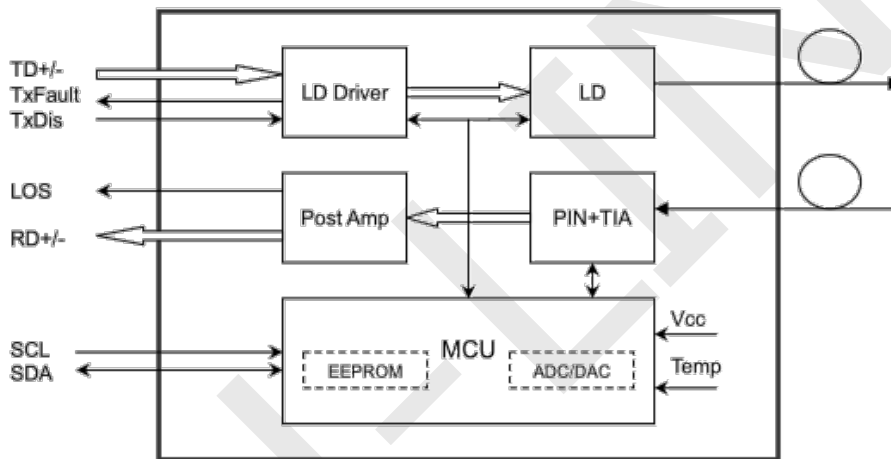 TD+/-
TxFault
TxDis
LD Driver
LD
LOS
RD+/-
Post Amp
PIN+TIA
SCL
SDA
MCU
EEPROM
ADC/DAC
Vcc
Temp